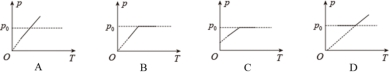 p p p p
p₀ p₀ p₀ p₀
O T O T O T O T
A B C D